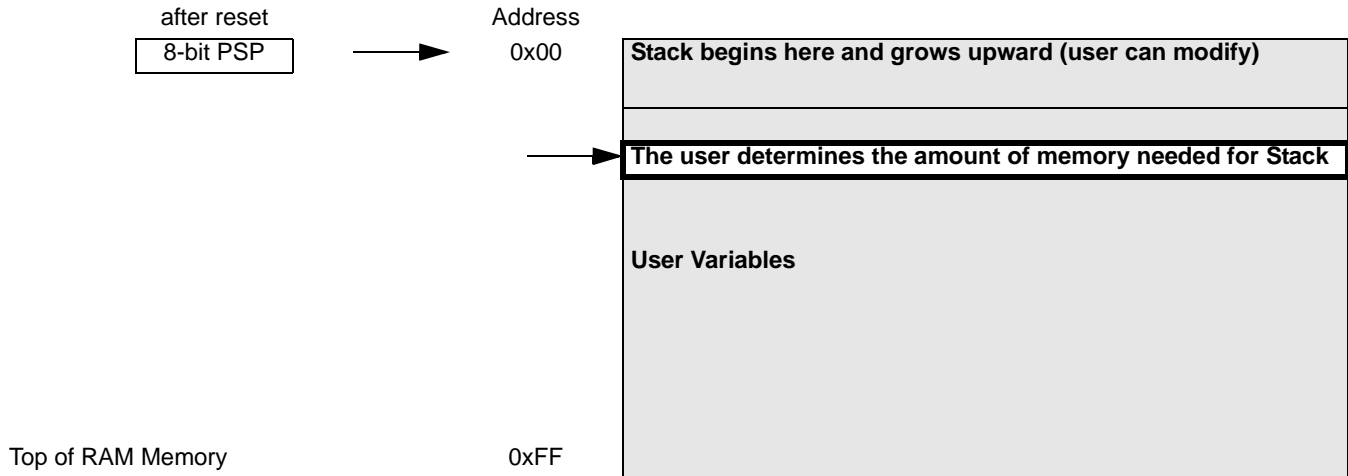 after reset Address
8-bit PSP 0x00 Stack begins here and grows upward (user can modify)
The user determines the amount of memory needed for Stack
User Variables
Top of RAM Memory 0xFF